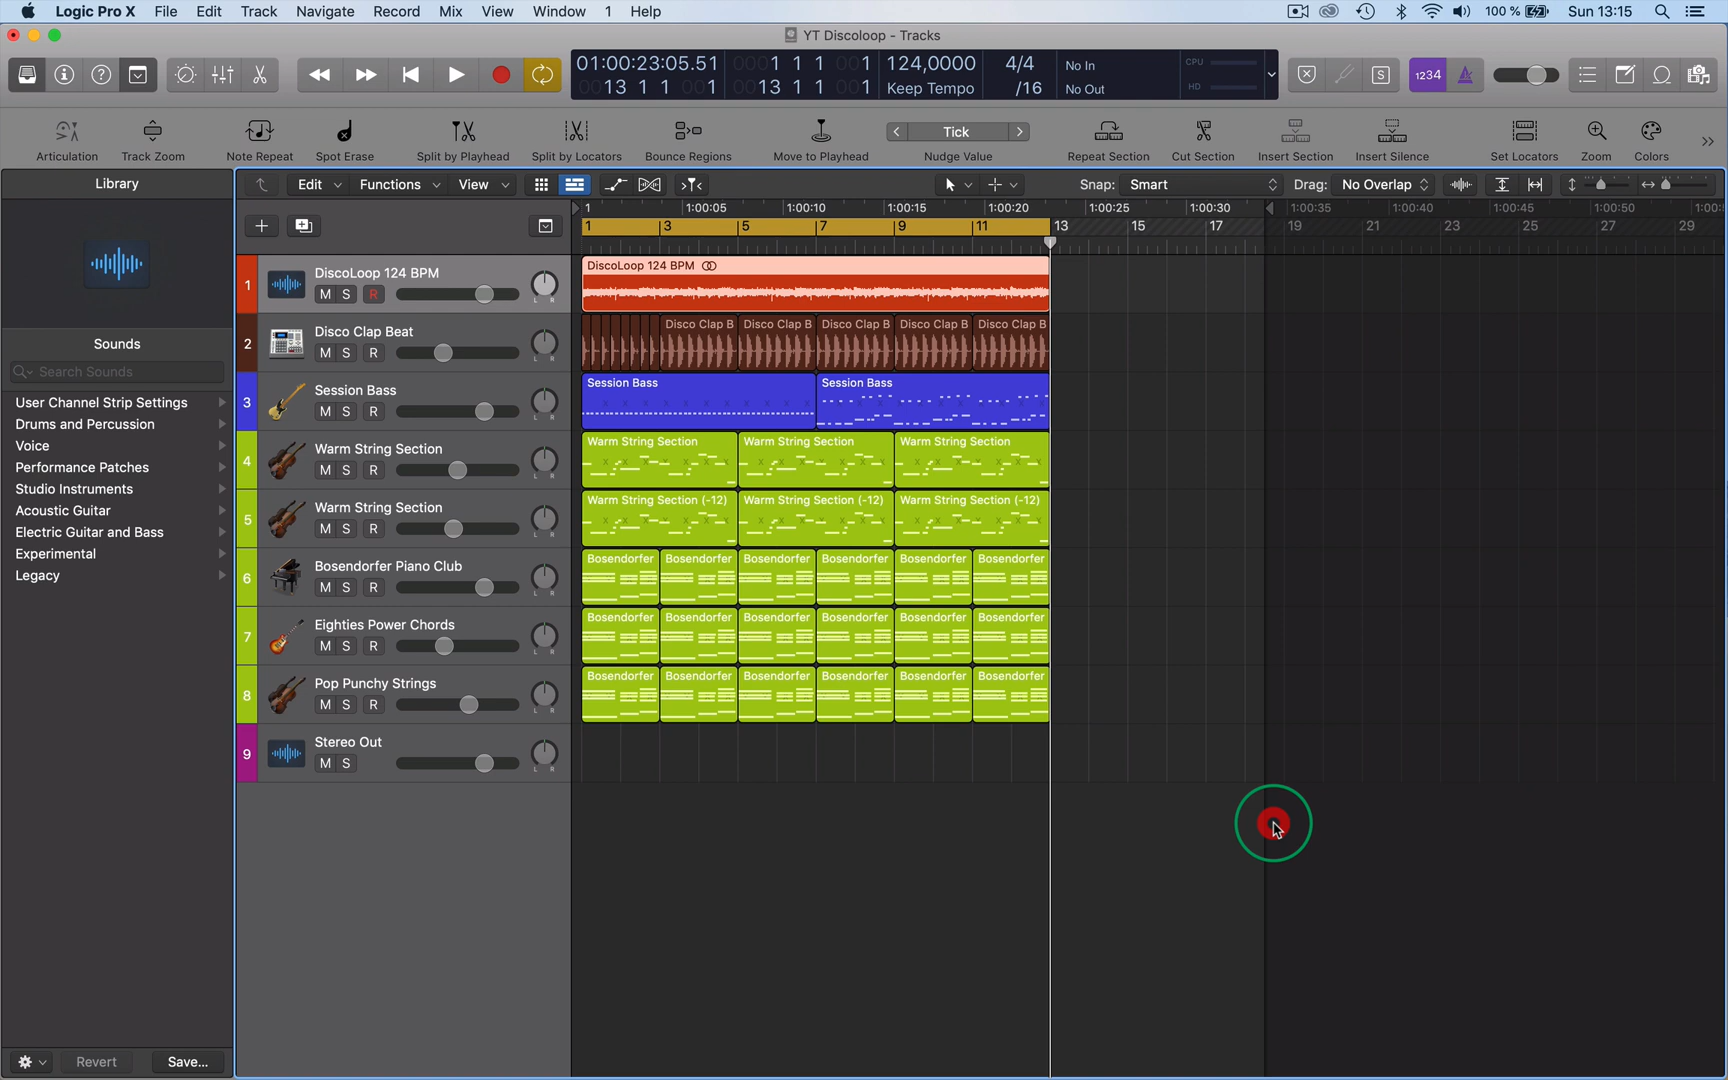 Logic Pro X File Edit Track Navigate Record Mix View Window 1 Help 100 % Sun 13:15
YT Discoloop - Tracks
01:00:23:05.51 0001 1 1 001 124,0000 4/4 No In CPU
0013 1 1 001 0013 1 1 001 Keep Tempo /16 No Out HD
S 1234
Tick
Articulation Track Zoom Note Repeat Spot Erase Split by Playhead Split by Locators Bounce Regions Move to Playhead Nudge Value Repeat Section Cut Section Insert Section Insert Silence Set Locators Zoom Colors
Library Edit Functions View Snap: Smart Drag: No Overlap
1 1:00:05 1:00:10 1:00:15 1:00:20 1:00:25 1:00:30 1:00:35 1:00:40 1:00:45 1:00:50 1:00:
1 3 5 7 9 11 13 15 17 19 21 23 25 27 29
1 DiscoLoop 124 BPM
M S R L R
DiscoLoop 124 BPM
2 Disco Clap Beat
M S R L R
Disco Clap B Disco Clap B Disco Clap B Disco Clap B Disco Clap B
3 Session Bass
M S R L R
Session Bass Session Bass
4 Warm String Section
M S R L R
Warm String Section Warm String Section Warm String Section
5 Warm String Section
M S R L R
Warm String Section (-12) Warm String Section (-12) Warm String Section (-12)
6 Bosendorfer Piano Club
M S R L R
Bosendorfer Bosendorfer Bosendorfer Bosendorfer Bosendorfer Bosendorfer
7 Eighties Power Chords
M S R L R
Bosendorfer Bosendorfer Bosendorfer Bosendorfer Bosendorfer Bosendorfer
8 Pop Punchy Strings
M S R L R
Bosendorfer Bosendorfer Bosendorfer Bosendorfer Bosendorfer Bosendorfer
9 Stereo Out
M S L R
Sounds
Search Sounds
User Channel Strip Settings
Drums and Percussion
Voice
Performance Patches
Studio Instruments
Acoustic Guitar
Electric Guitar and Bass
Experimental
Legacy
Revert Save...